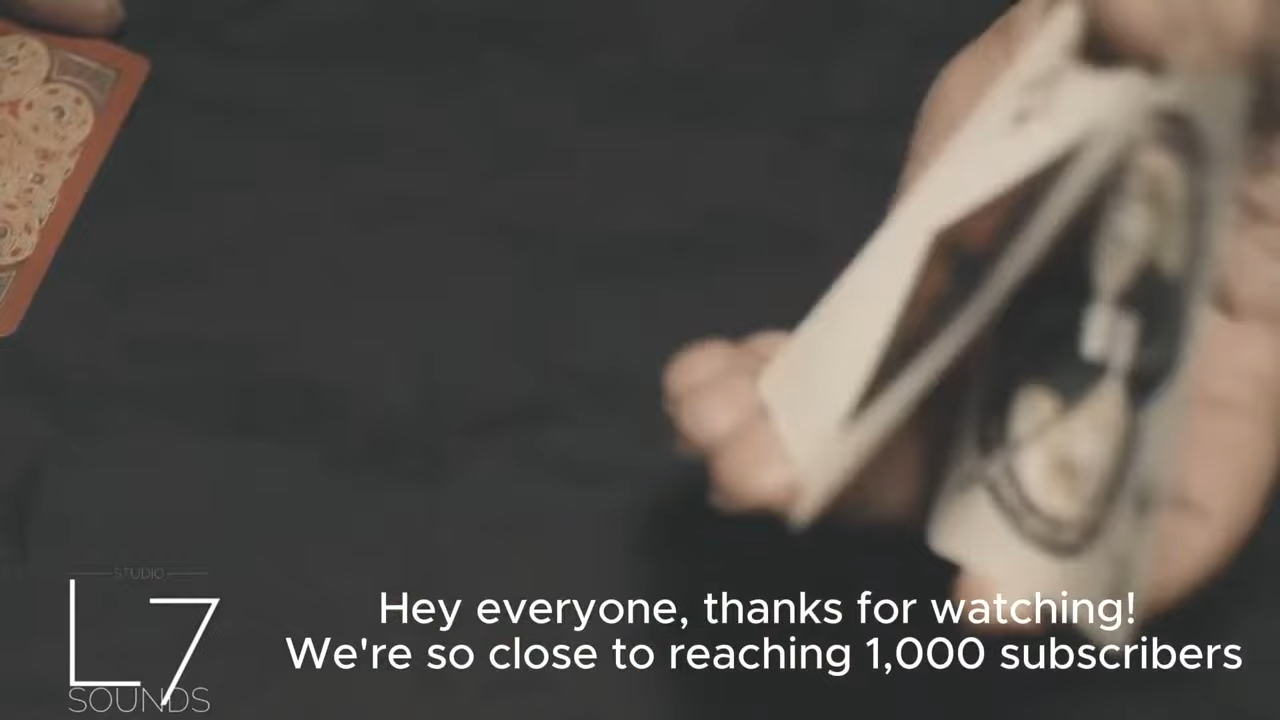 STUDIO
L7
SOUNDS
Hey everyone, thanks for watching!
We're so close to reaching 1,000 subscribers